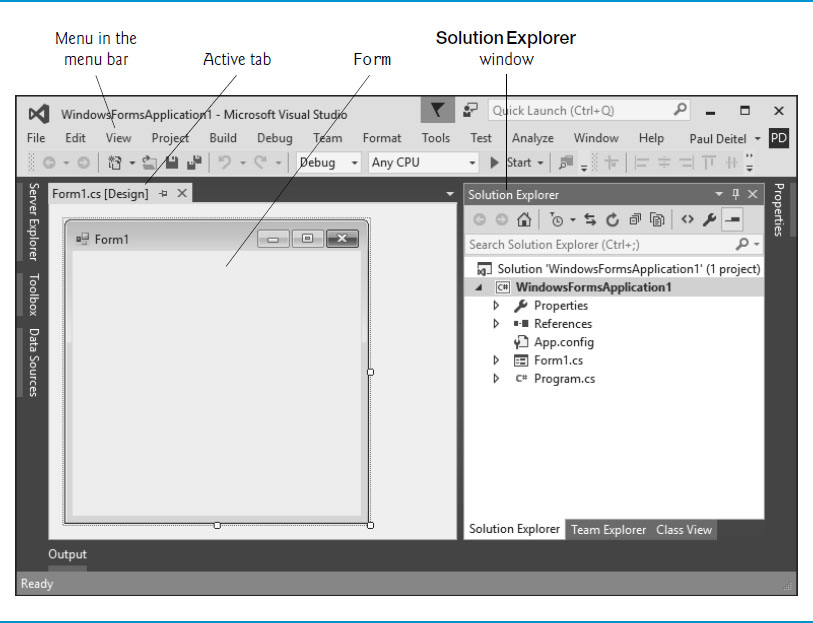 Menu in the
menu bar
Active tab
Form
Solution Explorer
window
WindowsFormsApplication1 - Microsoft Visual Studio
Quick Launch (Ctrl+Q)
File Edit View Project Build Debug Team Format Tools Test Analyze Window Help Paul Deitel PD
Debug Any CPU Start
Server Explorer
Toolbox
Data Sources
Form1.cs [Design]
Form1
Solution Explorer
Search Solution Explorer (Ctrl+;)
Solution 'WindowsFormsApplication1' (1 project)
C# WindowsFormsApplication1
Properties
References
App.config
Form1.cs
C# Program.cs
Solution Explorer Team Explorer Class View
Properties
Output
Ready